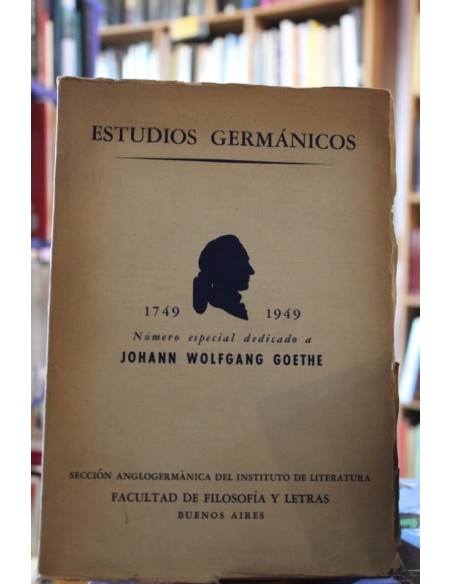 ESTUDIOS GERMÁNICOS
1749 1949
Número especial dedicado a
JOHANN WOLFGANG GOETHE
SECCIÓN ANGLOGERMÀNICA DEL INSTITUTO DE LITERATURA
FACULTAD DE FILOSOFÍA Y LETRAS
BUENOS AIRES